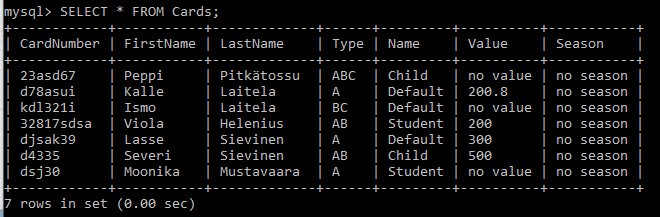 mysql> SELECT * FROM Cards;
+------------+-----------+------------+------+---------+----------+-----------+
| CardNumber | FirstName | LastName   | Type | Name    | Value    | Season    |
+------------+-----------+------------+------+---------+----------+-----------+
| 23asd67    | Peppi     | Pitkätossu | ABC  | Child   | no value | no season |
| d78asui    | Kalle     | Laitela    | A    | Default | 200.8    | no season |
| kdl321i    | Ismo      | Laitela    | BC   | Default | no value | no season |
| 32817sdsa  | Viola     | Helenius   | AB   | Student | 200      | no season |
| djsak39    | Lasse     | Sievinen   | A    | Default | 300      | no season |
| d4335      | Severi    | Sievinen   | AB   | Child   | 500      | no season |
| dsj30      | Moonika   | Mustavaara | A    | Student | no value | no season |
+------------+-----------+------------+------+---------+----------+-----------+
7 rows in set (0.00 sec)